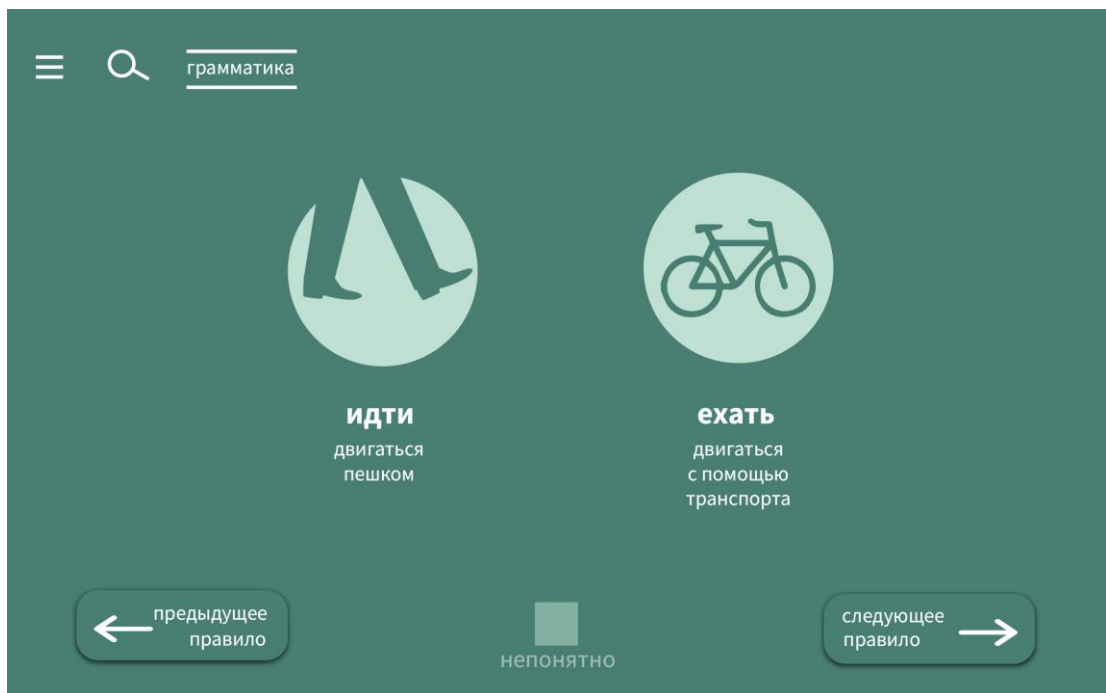 грамматика
идти
двигаться
пешком
ехать
двигаться
с помощью
транспорта
предыдущее
правило
непонятно
следующее
правило